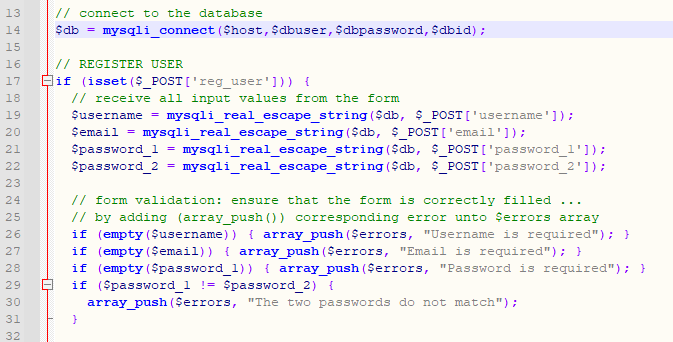 13 // connect to the database
14 $db = mysqli_connect($host,$dbuser,$dbpassword,$dbid);
15
16 // REGISTER USER
17 if (isset($_POST['reg_user'])) {
18 // receive all input values from the form
19 $username = mysqli_real_escape_string($db, $_POST['username']);
20 $email = mysqli_real_escape_string($db, $_POST['email']);
21 $password_1 = mysqli_real_escape_string($db, $_POST['password_1']);
22 $password_2 = mysqli_real_escape_string($db, $_POST['password_2']);
23
24 // form validation: ensure that the form is correctly filled ...
25 // by adding (array_push()) corresponding error unto $errors array
26 if (empty($username)) { array_push($errors, "Username is required"); }
27 if (empty($email)) { array_push($errors, "Email is required"); }
28 if (empty($password_1)) { array_push($errors, "Password is required"); }
29 if ($password_1 != $password_2) {
30 array_push($errors, "The two passwords do not match");
31 }
32